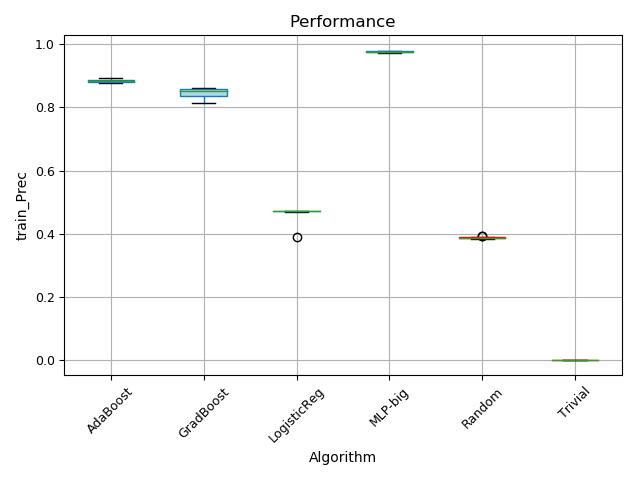 Performance
train_Prec
1.0
0.8
0.6
0.4
0.2
0.0
AdaBoost
GradBoost
LogisticReg
MLP-big
Random
Trivial
Algorithm